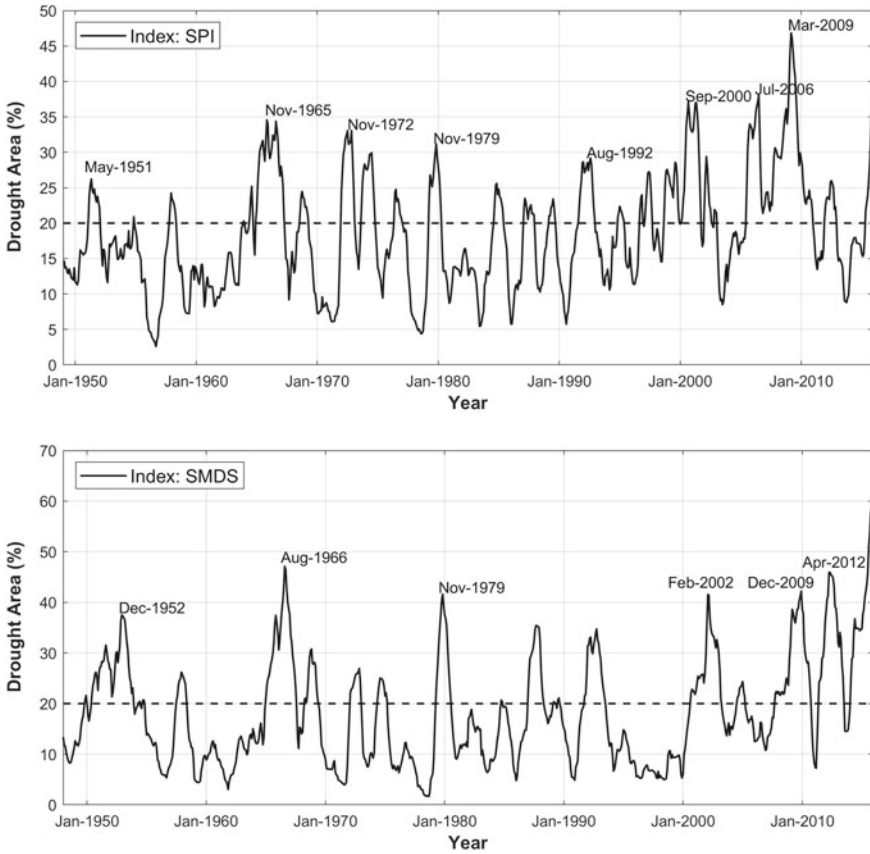 50
45
40
35
30
25
20
15
10
5
0
Drought Area (%)
Index: SPI
Mar-2009
Sep-2000
Jul-2006
Nov-1965
Nov-1972
Nov-1979
Aug-1992
May-1951
Jan-1950 Jan-1960 Jan-1970 Jan-1980 Jan-1990 Jan-2000 Jan-2010
Year
70
60
50
40
30
20
10
0
Drought Area (%)
Index: SMDS
Aug-1966
Apr-2012
Nov-1979
Feb-2002
Dec-2009
Dec-1952
Jan-1950 Jan-1960 Jan-1970 Jan-1980 Jan-1990 Jan-2000 Jan-2010
Year